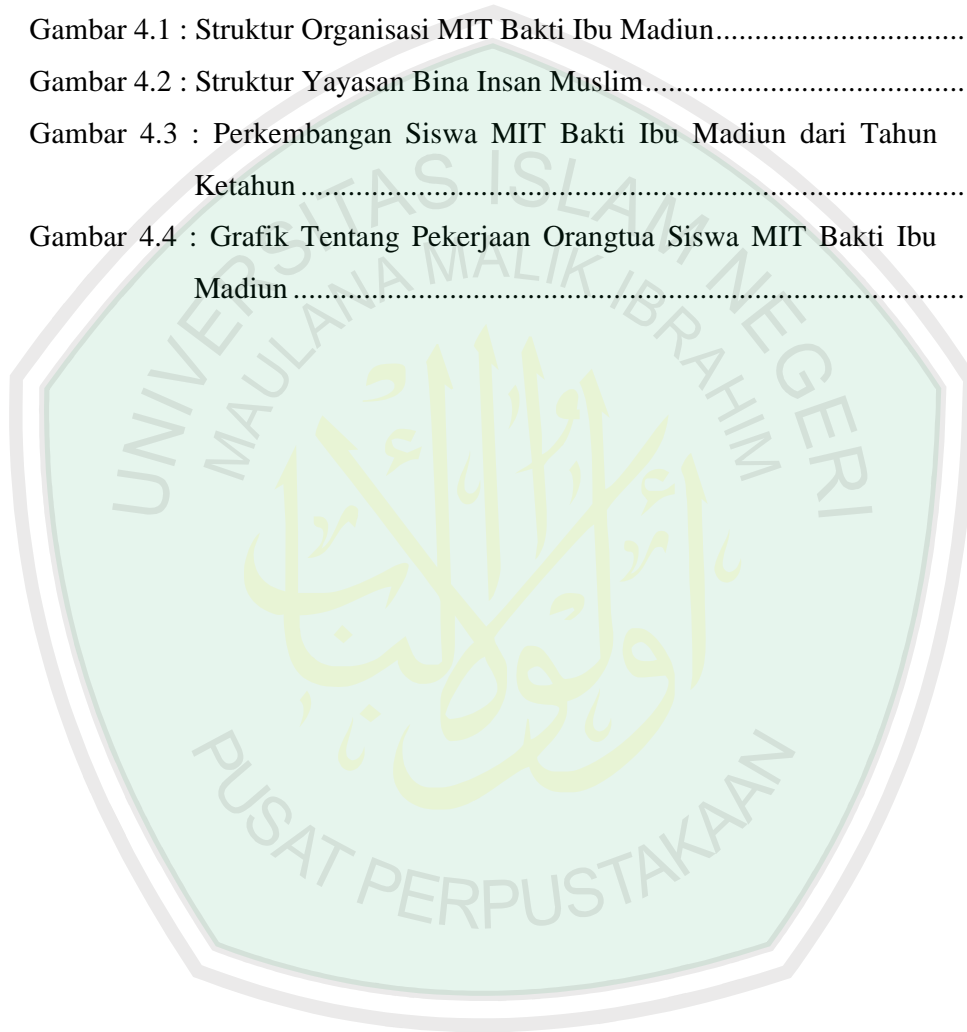 Gambar 4.1 : Struktur Organisasi MIT Bakti Ibu Madiun................................
Gambar 4.2 : Struktur Yayasan Bina Insan Muslim.........................................
Gambar 4.3 : Perkembangan Siswa MIT Bakti Ibu Madiun dari Tahun
Ketahun .......................................................................................
Gambar 4.4 : Grafik Tentang Pekerjaan Orangtua Siswa MIT Bakti Ibu
Madiun ........................................................................................
UNIVERSITAS ISLAM NEGERI
MAULANA MALIK IBRAHIM
PUSAT PERPUSTAKAAN